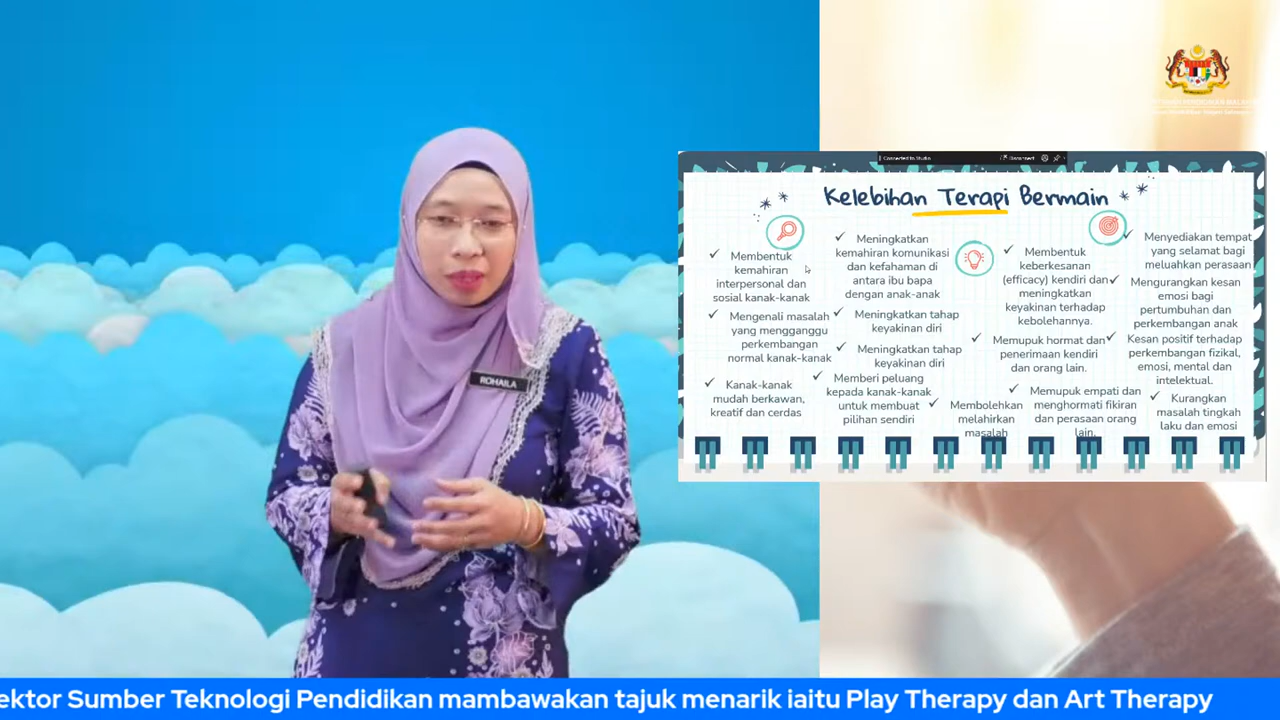 Connected to Studio
Disconnect
Kelebihan Terapi Bermain
Membentuk
kemahiran
interpersonal dan
sosial kanak-kanak
Mengenali masalah
yang mengganggu
perkembangan
normal kanak-kanak
Kanak-kanak
mudah berkawan,
kreatif dan cerdas
Meningkatkan
kemahiran komunikasi
dan kefahaman di
antara ibu bapa
dengan anak-anak
Meningkatkan tahap
keyakinan diri
Meningkatkan tahap
keyakinan diri
Memberi peluang
kepada kanak-kanak
untuk membuat
pilihan sendiri
Membolehkan
melahirkan
masalah
Membentuk
keberkesanan
(efficacy) kendiri dan
meningkatkan
keyakinan terhadap
kebolehannya.
Memupuk hormat dan
penerimaan kendiri
dan orang lain.
Memupuk empati dan
menghormati fikiran
dan perasaan orang
lain.
Menyediakan tempat
yang selamat bagi
meluahkan perasaan
Mengurangkan kesan
emosi bagi
pertumbuhan dan
perkembangan anak
Kesan positif terhadap
perkembangan fizikal,
emosi, mental dan
intelektual.
Kurangkan
masalah tingkah
laku dan emosi
ROHAILA
ektor Sumber Teknologi Pendidikan mambawakan tajuk menarik iaitu Play Therapy dan Art Therapy